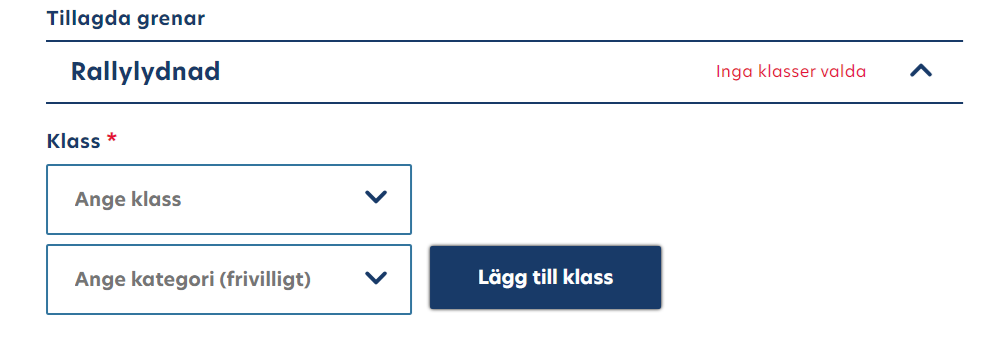 Tillagda grenar
Rallylydnad Inga klasser valda
Klass *
Ange klass
Ange kategori (frivilligt) Lägg till klass